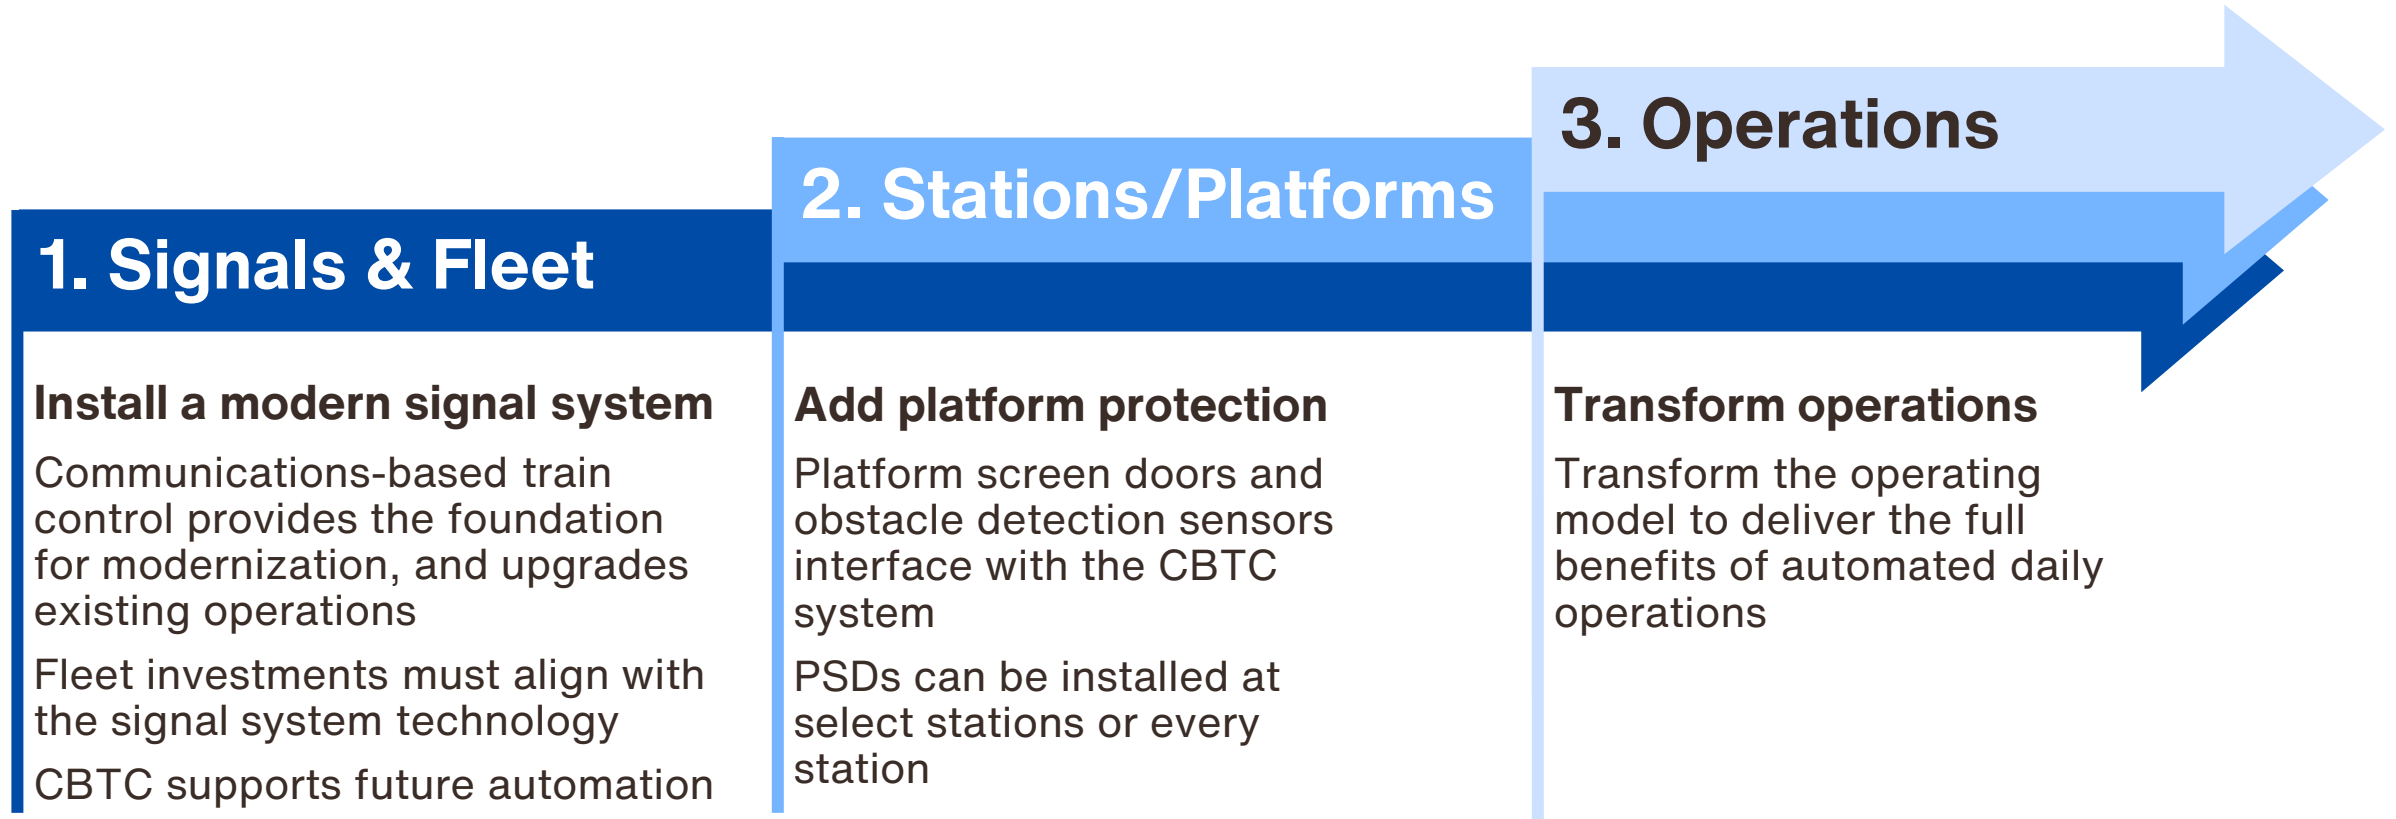 1. Signals & Fleet
Install a modern signal system
Communications-based train
control provides the foundation
for modernization, and upgrades
existing operations
Fleet investments must align with
the signal system technology
CBTC supports future automation
2. Stations/Platforms
Add platform protection
Platform screen doors and
obstacle detection sensors
interface with the CBTC
system
PSDs can be installed at
select stations or every
station
3. Operations
Transform operations
Transform the operating
model to deliver the full
benefits of automated daily
operations